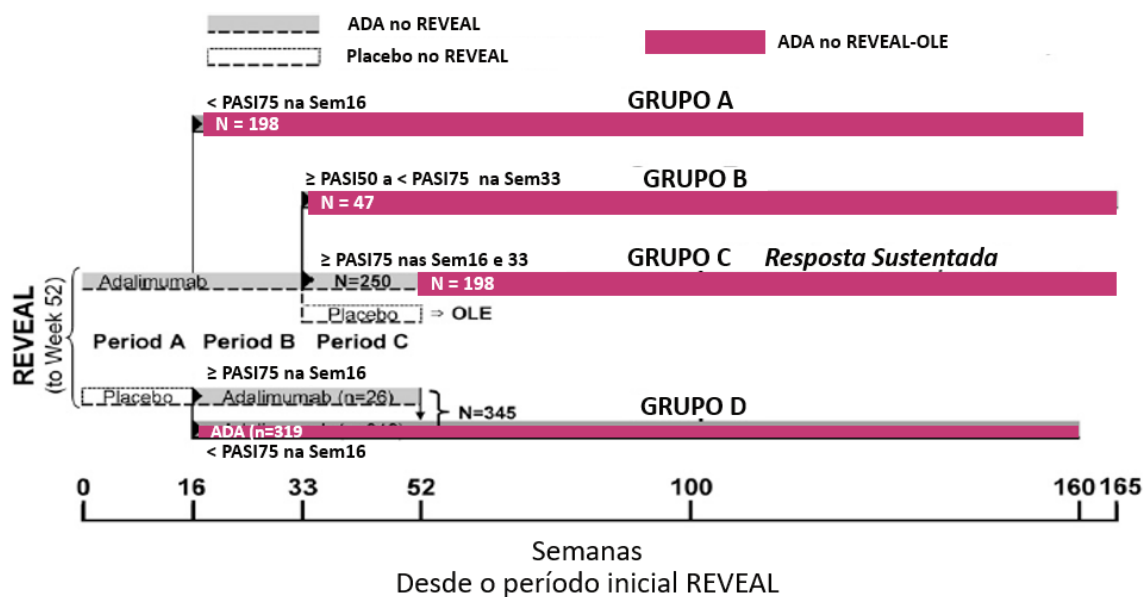 ADA no REVEAL
Placebo no REVEAL
ADA no REVEAL-OLE
< PASI75 na Sem16
GRUPO A
N = 198
≥ PASI50 a < PASI75 na Sem33
GRUPO B
N = 47
≥ PASI75 nas Sem16 e 33
GRUPO C
Resposta Sustentada
Adalimumab
N=250
N = 198
Placebo ⇒ OLE
REVEAL
(to Week 52)
Period A
Period B
Period C
≥ PASI75 na Sem16
Placebo
Adalimumab (n=26)
N=345
GRUPO D
ADA (n=319
< PASI75 na Sem16
0 16 33 52 100 160 165
Semanas
Desde o período inicial REVEAL